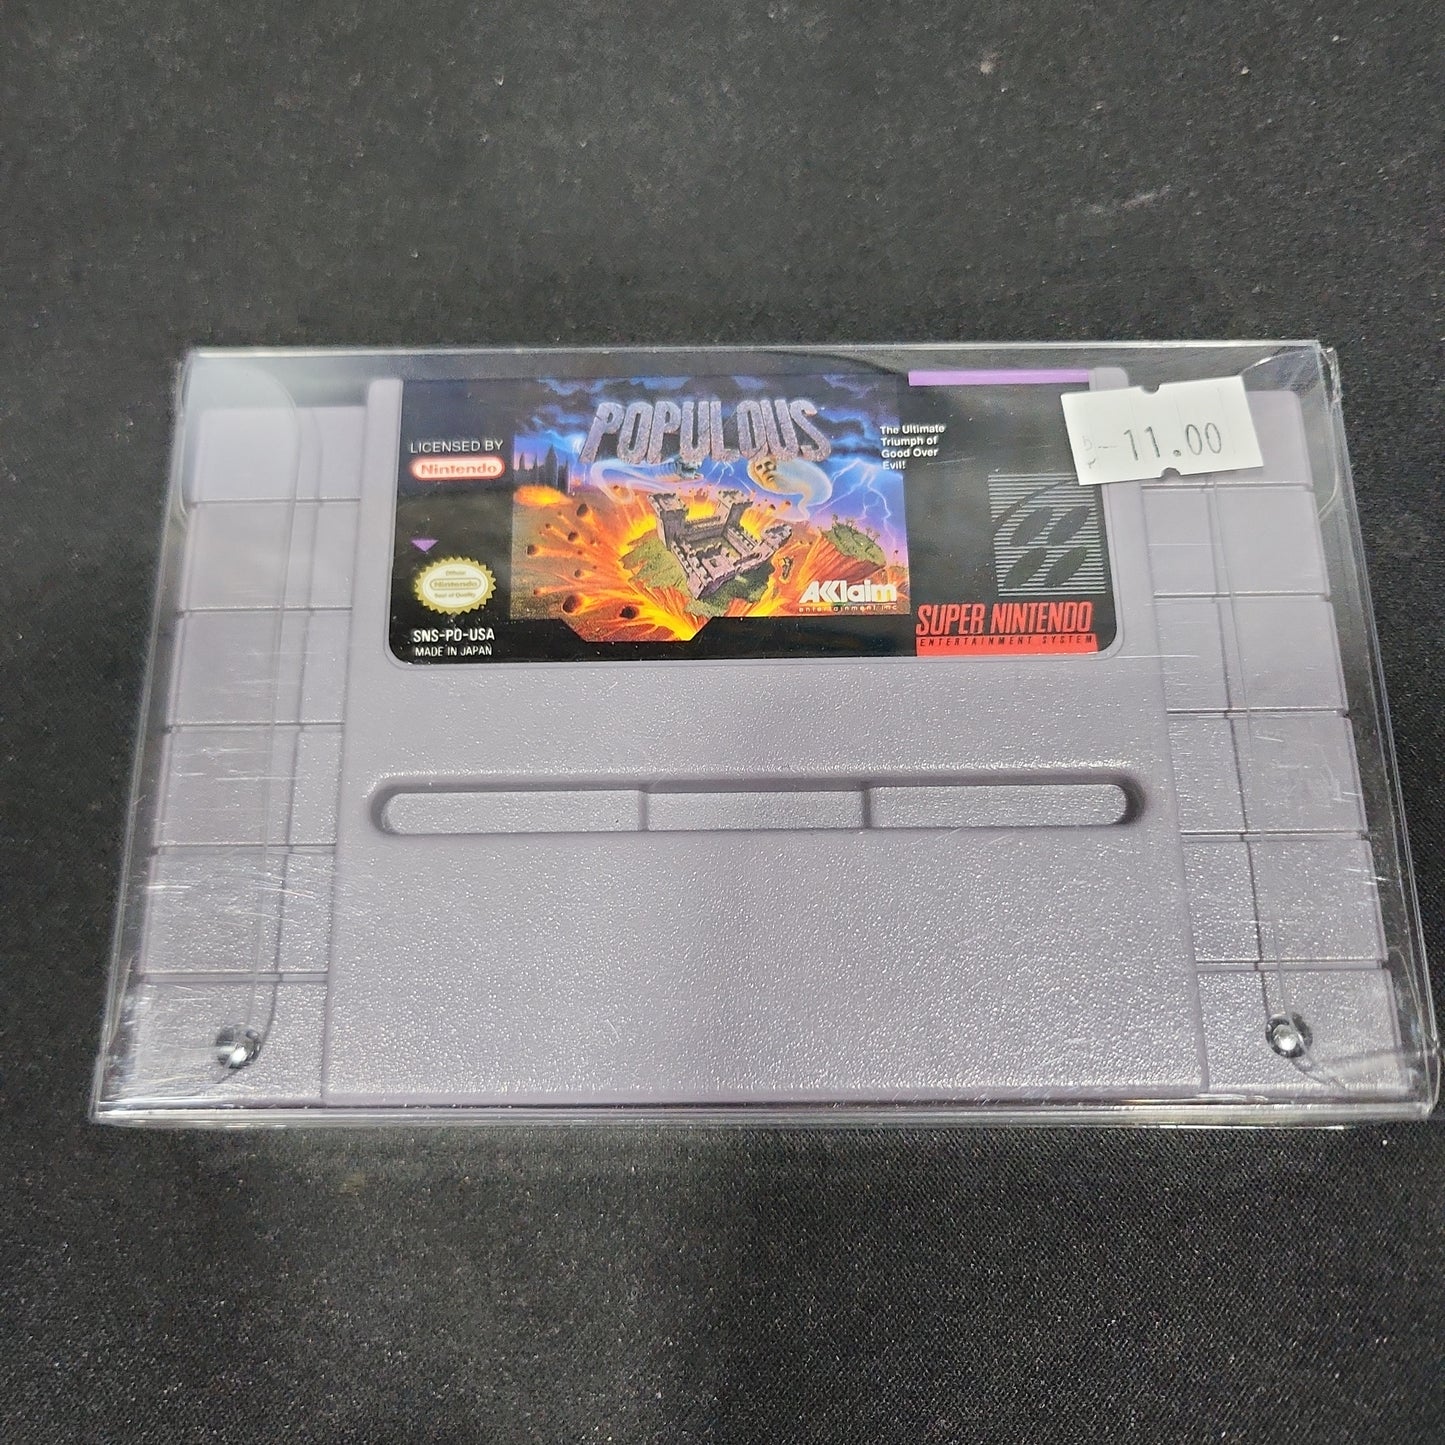 POPULOUS
LICENSED BY
Nintendo
The Ultimate
Triumph of
Good Over
Evil!
11.00
Official
Nintendo
Seal of Quality
SNS-PO-USA
MADE IN JAPAN
AKKlaim
entertainment inc
SUPER NINTENDO
ENTERTAINMENT SYSTEM